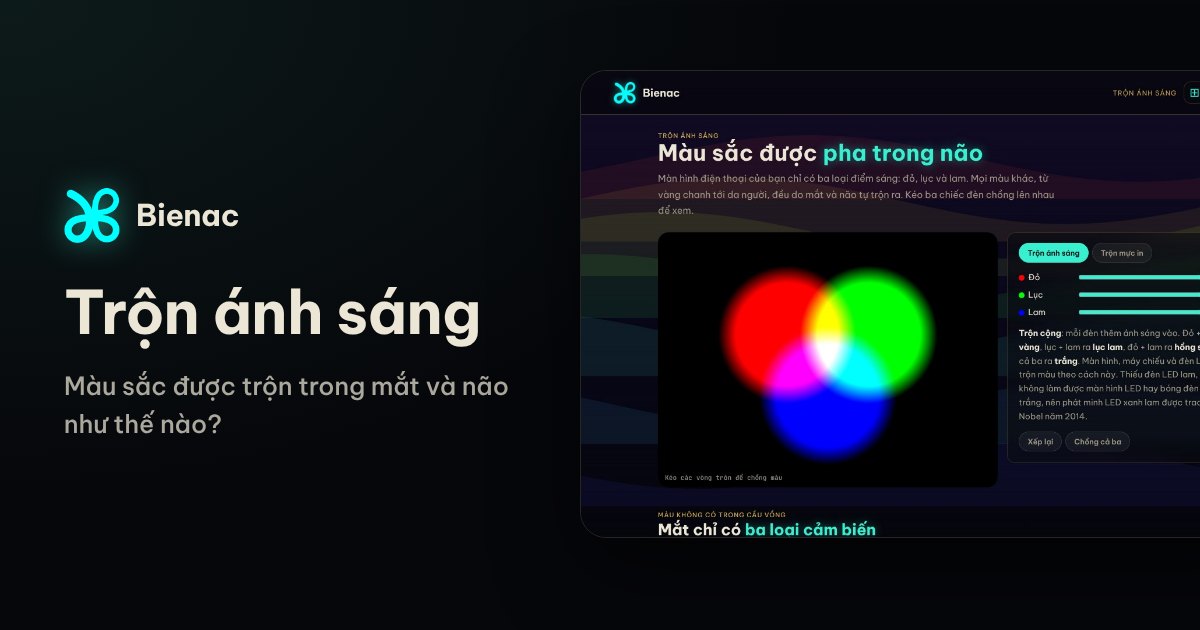 Bienac
Trộn ánh sáng
Màu sắc được trộn trong mắt và não
như thế nào?
Bienac
TRỘN ÁNH SÁNG
TRỘN ÁNH SÁNG
Màu sắc được pha trong não
Màn hình điện thoại của bạn chỉ có ba loại điểm sáng: đỏ, lục và lam. Mọi màu khác, từ
vàng chanh tới da người, đều do mắt và não tự trộn ra. Kéo ba chiếc đèn chồng lên nhau
để xem.
Kéo các vòng tròn để chồng màu
Trộn ánh sáng
Trộn mực in
Đỏ
Lục
Lam
Trộn cộng: mỗi đèn thêm ánh sáng vào. Đỏ +
vàng, lục + lam ra lục lam, đỏ + lam ra hồng s
cả ba ra trắng. Màn hình, máy chiếu và đèn L
trộn màu theo cách này. Thiếu đèn LED lam,
không làm được màn hình LED hay bóng đèn
trắng, nên phát minh LED xanh lam được trao
Nobel năm 2014.
Xếp lại
Chồng cả ba
MÀU KHÔNG CÓ TRONG CẦU VỒNG
Mắt chỉ có ba loại cảm biến